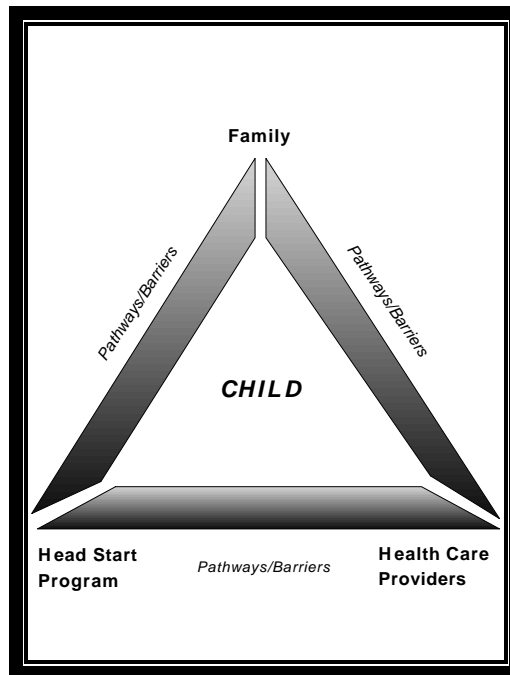 Family
Pathways/Barriers
Pathways/Barriers
CHILD
Head Start
Program
Pathways/Barriers
Health Care
Providers